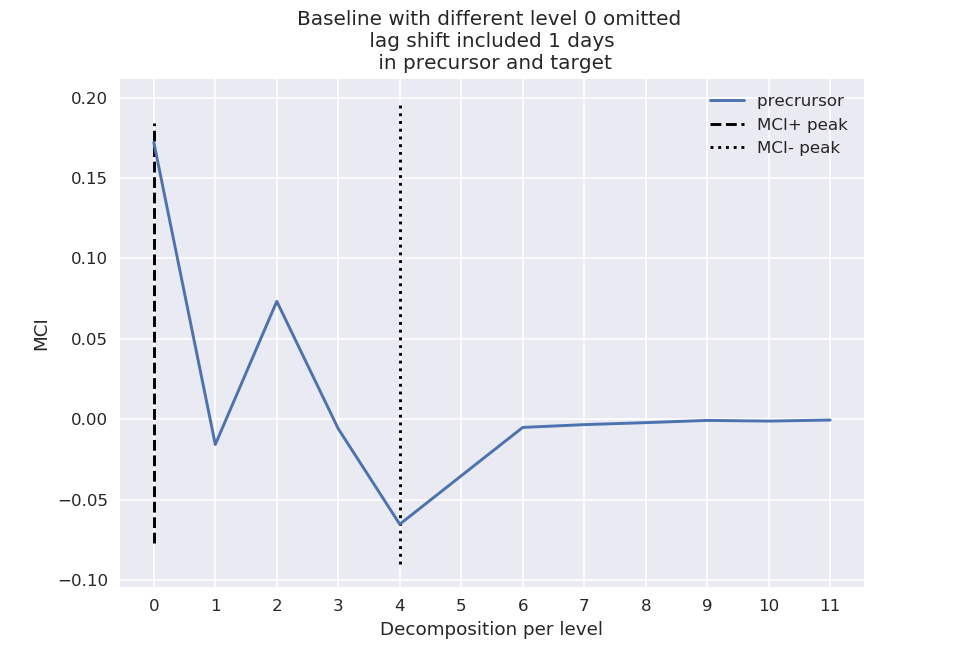 Baseline with different level 0 omitted
lag shift included 1 days
in precursor and target
precrursor
MCI+ peak
MCI- peak
0.20
0.15
0.10
0.05
0.00
−0.05
−0.10
MCI
0 1 2 3 4 5 6 7 8 9 10 11
Decomposition per level